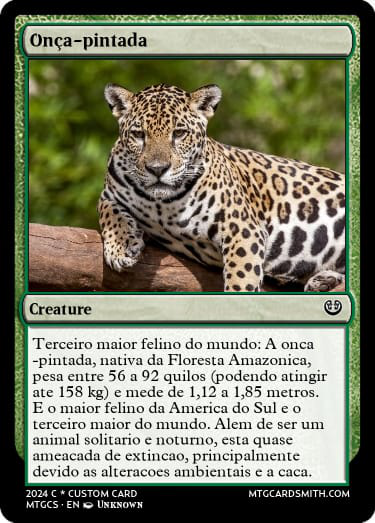 Onça-pintada
Creature
Terceiro maior felino do mundo: A onca
-pintada, nativa da Floresta Amazonica,
pesa entre 56 a 92 quilos (podendo atingir
ate 158 kg) e mede de 1,12 a 1,85 metros.
E o maior felino da America do Sul e o
terceiro maior do mundo. Alem de ser um
animal solitario e noturno, esta quase
ameacada de extincao, principalmente
devido as alteracoes ambientais e a caca.
2024 C * CUSTOM CARD
MTGCS · EN Unknown
MTGCARDSMITH.COM